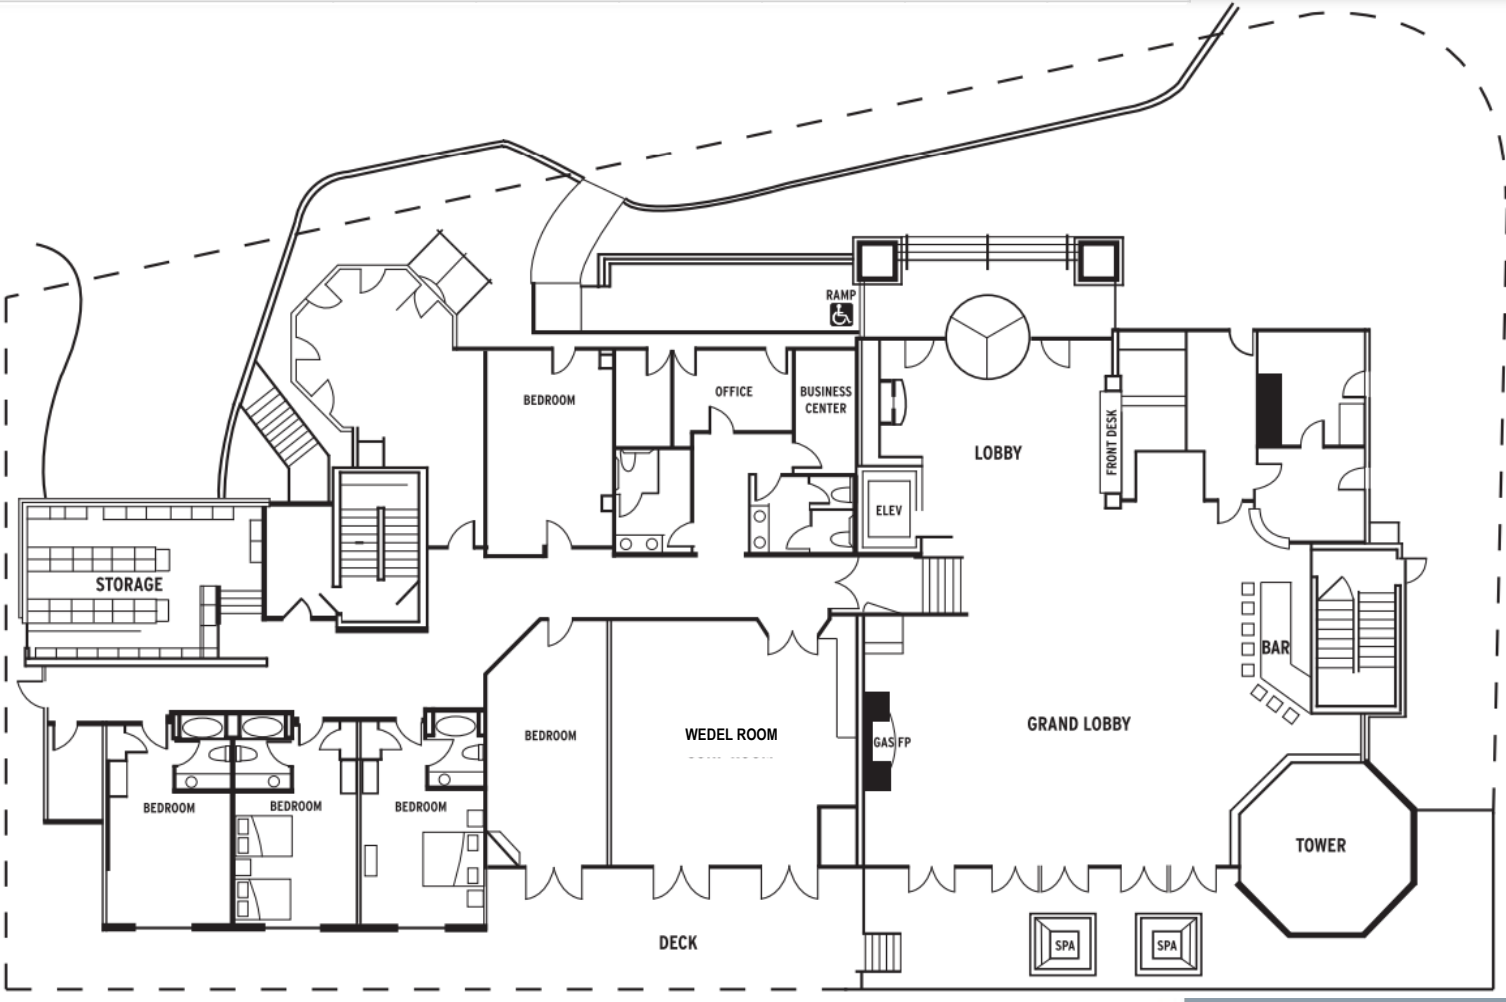 RAMP
BEDROOM
OFFICE
BUSINESS
CENTER
LOBBY
FRONT DESK
ELEV
STORAGE
BAR
BEDROOM
WEDEL ROOM
GRAND LOBBY
GAS FP
BEDROOM
BEDROOM
BEDROOM
TOWER
DECK
SPA
SPA